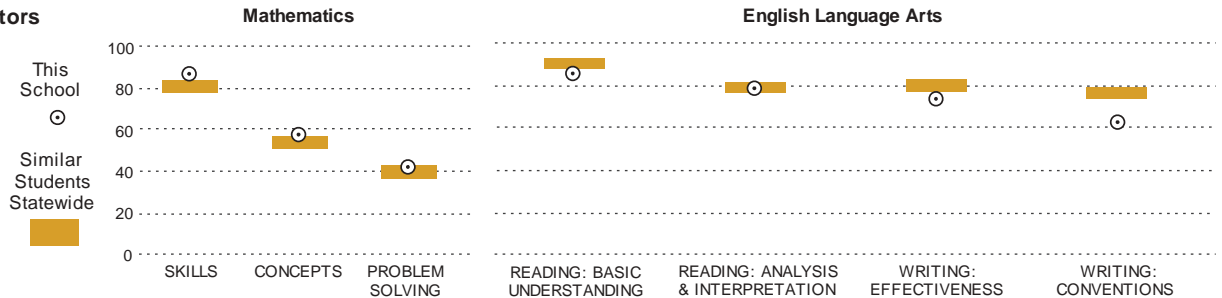 tors
Mathematics
English Language Arts
This
School
Similar
Students
Statewide
100
80
60
40
20
0
SKILLS
CONCEPTS
PROBLEM
SOLVING
READING: BASIC
UNDERSTANDING
READING: ANALYSIS
& INTERPRETATION
WRITING:
EFFECTIVENESS
WRITING:
CONVENTIONS